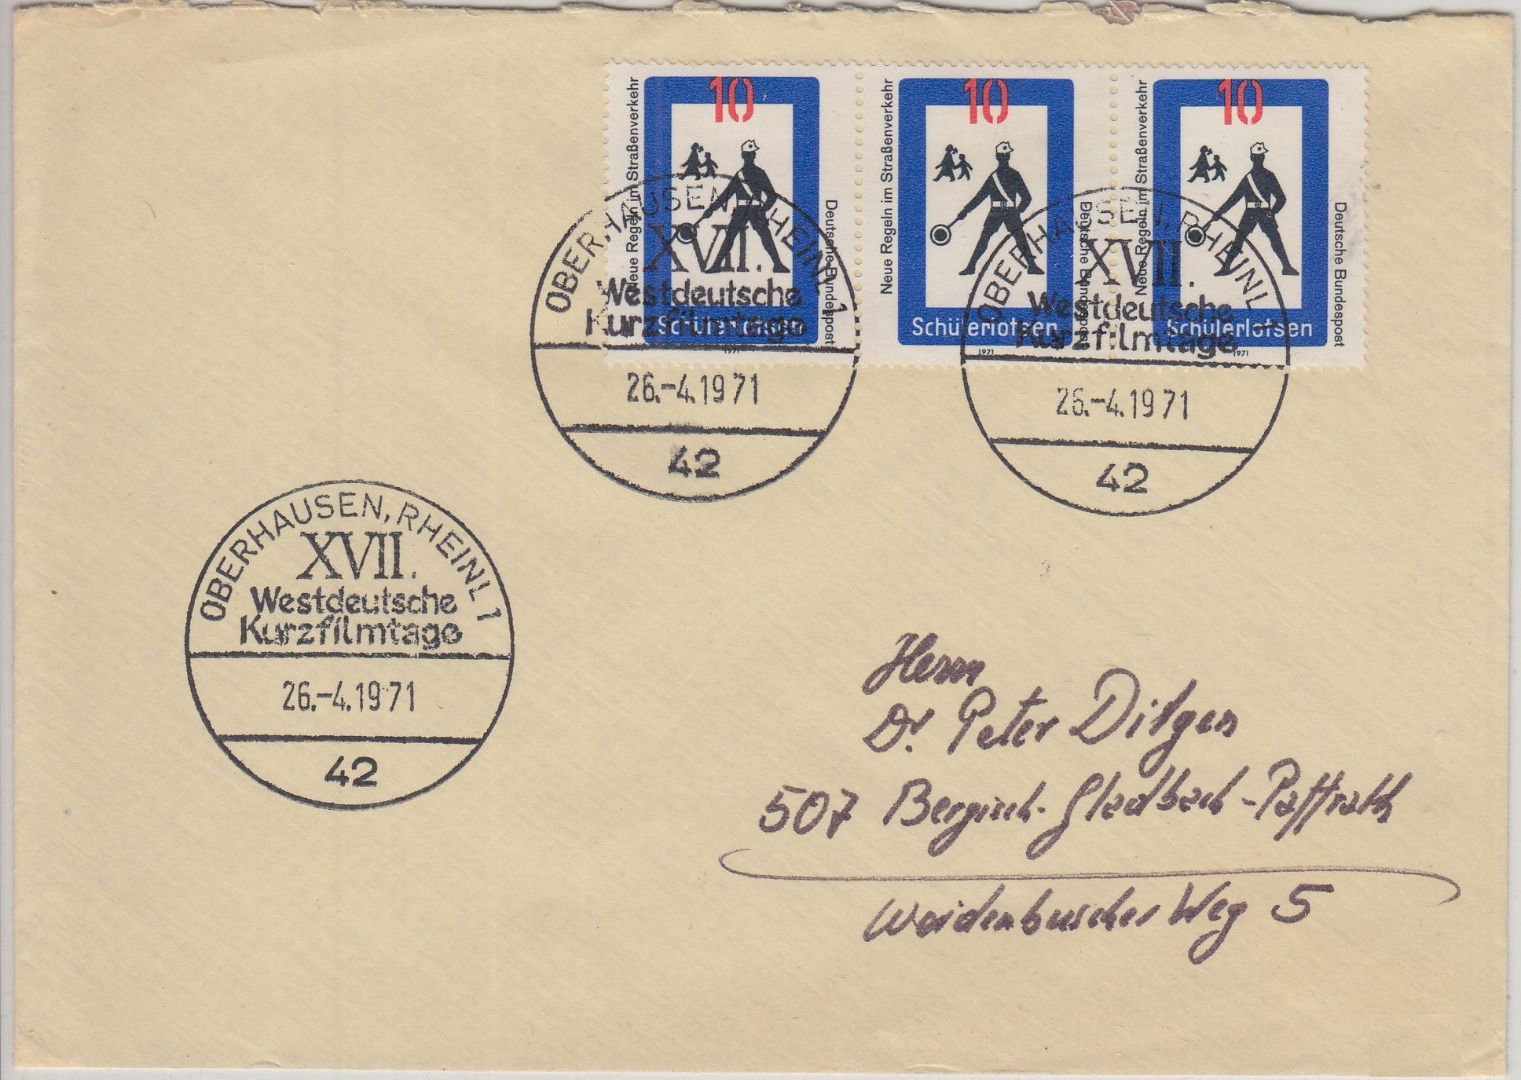 10
Neue Regeln im Straßenverkehr
Deutsche Bundespost
Schülerlotsen
1971
10
Neue Regeln im Straßenverkehr
Deutsche Bundespost
Schülerlotsen
1971
10
Neue Regeln im Straßenverkehr
Deutsche Bundespost
Schülerlotsen
1971
OBERHAUSEN, RHEINL 1
XVII.
Westdeutsche
Kurzfilmtage
26.-4.1971
42
OBERHAUSEN, RHEINL 1
XVII.
Westdeutsche
Kurzfilmtage
26.-4.1971
42
OBERHAUSEN, RHEINL 1
XVII.
Westdeutsche
Kurzfilmtage
26.-4.1971
42
Herrn
Dr. Peter Dilgen
507 Bergisch-Gladbach-Paffrath
Weidenbuscher Weg 5